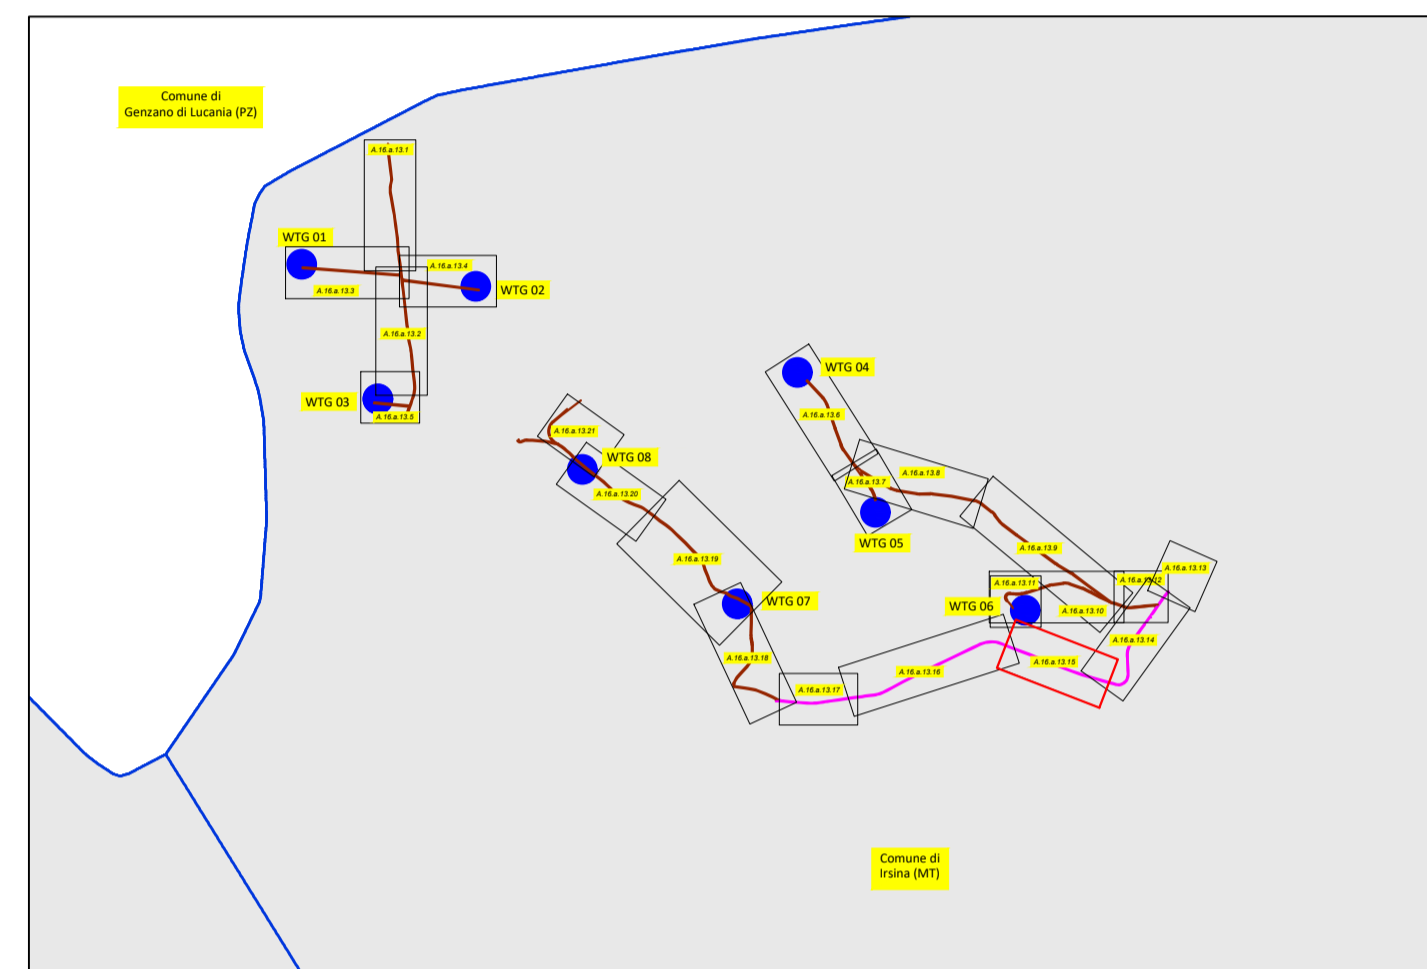 Comune di
Genzano di Lucania (PZ)
A.16.a.13.1
WTG 01
A.16.a.13.4
A.16.a.13.3
WTG 02
A.16.a.13.2
WTG 03
A.16.a.13.5
WTG 04
A.16.a.13.6
A.16.a.13.21
WTG 08
A.16.a.13.20
A.16.a.13.8
A.16.a.13.7
WTG 05
A.16.a.13.9
A.16.a.13.19
A.16.a.13.13
A.16.a.13.12
A.16.a.13.11
WTG 07
WTG 06
A.16.a.13.10
A.16.a.13.14
A.16.a.13.18
A.16.a.13.15
A.16.a.13.16
A.16.a.13.17
Comune di
Irsina (MT)